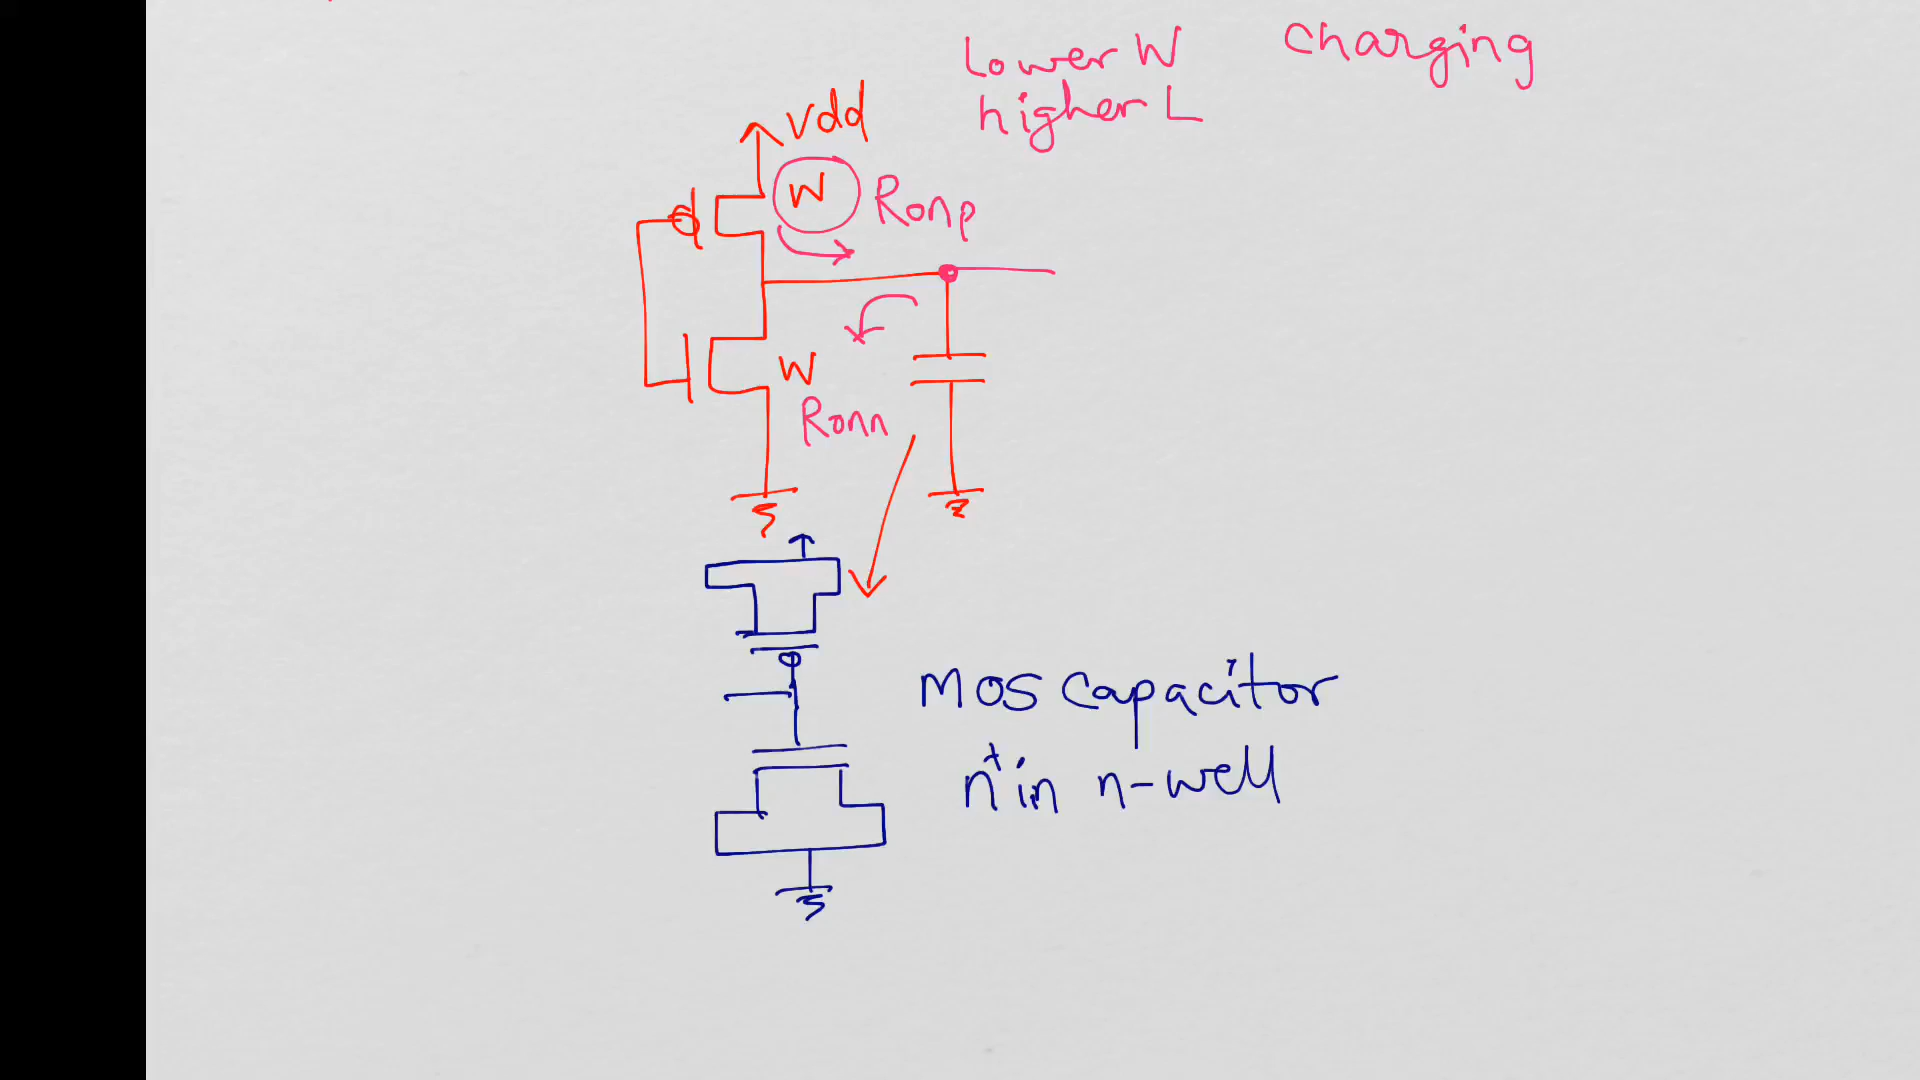 Lower W charging
higher L
Vdd
W Ronp
W
Ronn
MOS Capacitor
n+ in n-well